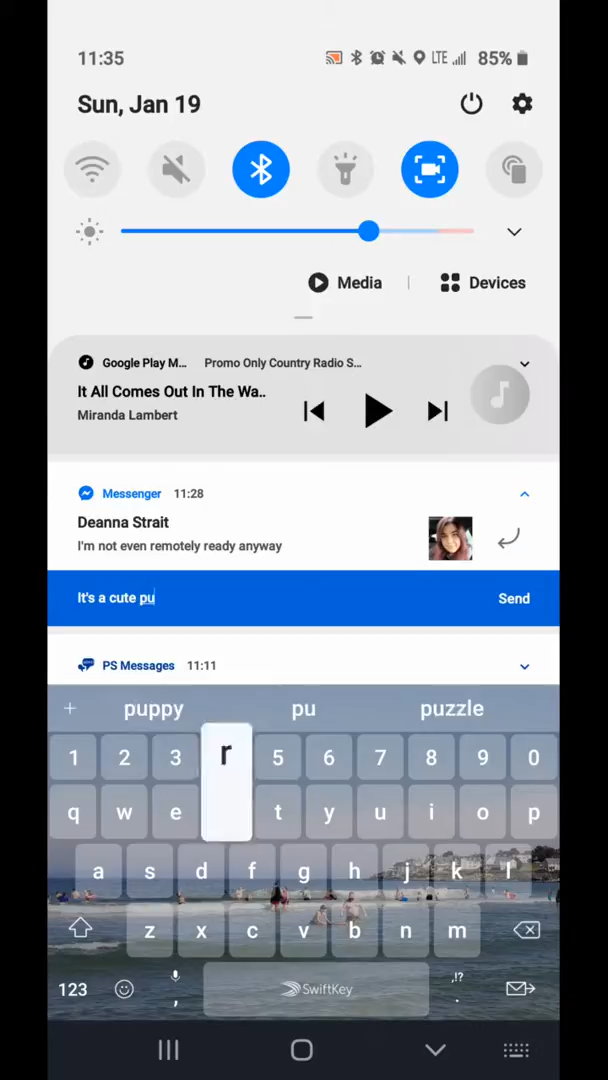 11:35 LTE 85%
Sun, Jan 19
Media | Devices
Google Play M... Promo Only Country Radio S...
It All Comes Out In The Wa..
Miranda Lambert
Messenger 11:28
Deanna Strait
I'm not even remotely ready anyway
It's a cute pu Send
PS Messages 11:11
+ puppy pu puzzle
1 2 3 r 5 6 7 8 9 0
q w e t y u i o p
a s d f g h j k l
z x c v b n m
123 , SwiftKey ,!? .